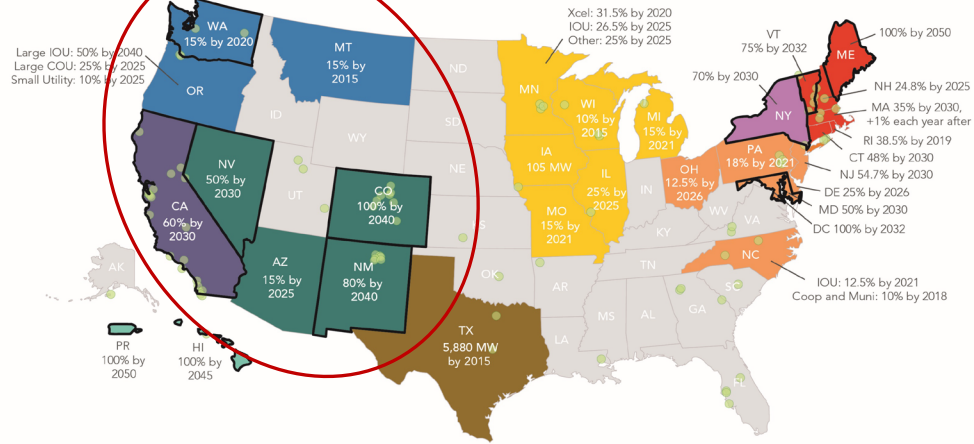 WA
15% by 2020
Large IOU: 50% by 2040
Large COU: 25% by 2025
Small Utility: 10% by 2025
OR
MT
15% by
2015
ID
WY
ND
SD
NE
KS
NV
50% by
2030
UT
CO
100% by
2040
CA
60% by
2030
AZ
15% by
2025
NM
80% by
2040
AK
PR
100% by
2050
HI
100% by
2045
OK
TX
5,880 MW
by 2015
Xcel: 31.5% by 2020
IOU: 26.5% by 2025
Other: 25% by 2025
MN
WI
10% by
2015
MI
15% by
2021
IA
105 MW
IL
25% by
2025
MO
15% by
2021
IN
OH
12.5% by
2026
KY
WV
VA
TN
AR
LA
MS
AL
GA
SC
FL
NC
IOU: 12.5% by 2021
Coop and Muni: 10% by 2018
PA
18% by 2021
NY
70% by 2030
VT
75% by 2032
ME
100% by 2050
NH 24.8% by 2025
MA 35% by 2030,
+1% each year after
RI 38.5% by 2019
CT 48% by 2030
NJ 54.7% by 2030
DE 25% by 2026
MD 50% by 2030
DC 100% by 2032